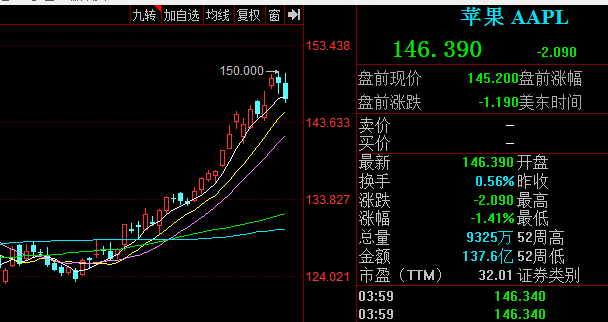 九转 加自选 均线 复权 窗
苹果 AAPL
146.390 -2.090
153.438
150.000
143.633
133.827
124.021
盘前现价 145.200 盘前涨幅
盘前涨跌 -1.190 美东时间
卖价 –
买价 –
最新 146.390 开盘
换手 0.56% 昨收
涨跌 -2.090 最高
涨幅 -1.41% 最低
总量 9325万 52周高
金额 137.6亿 52周低
市盈(TTM) 32.01 证券类别
03:59 146.340
03:59 146.340